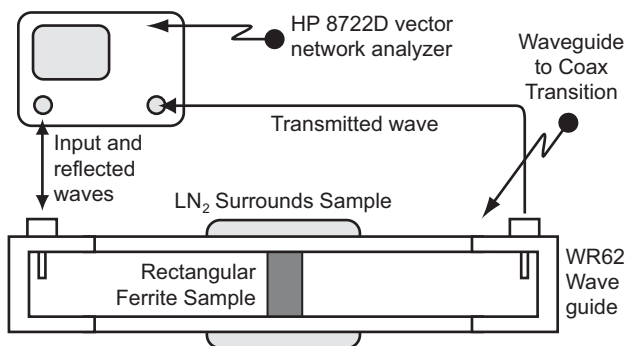 HP 8722D vector
network analyzer
Waveguide
to Coax
Transition
Input and
reflected
waves
Transmitted wave
LN₂ Surrounds Sample
Rectangular
Ferrite Sample
WR62
Wave
guide